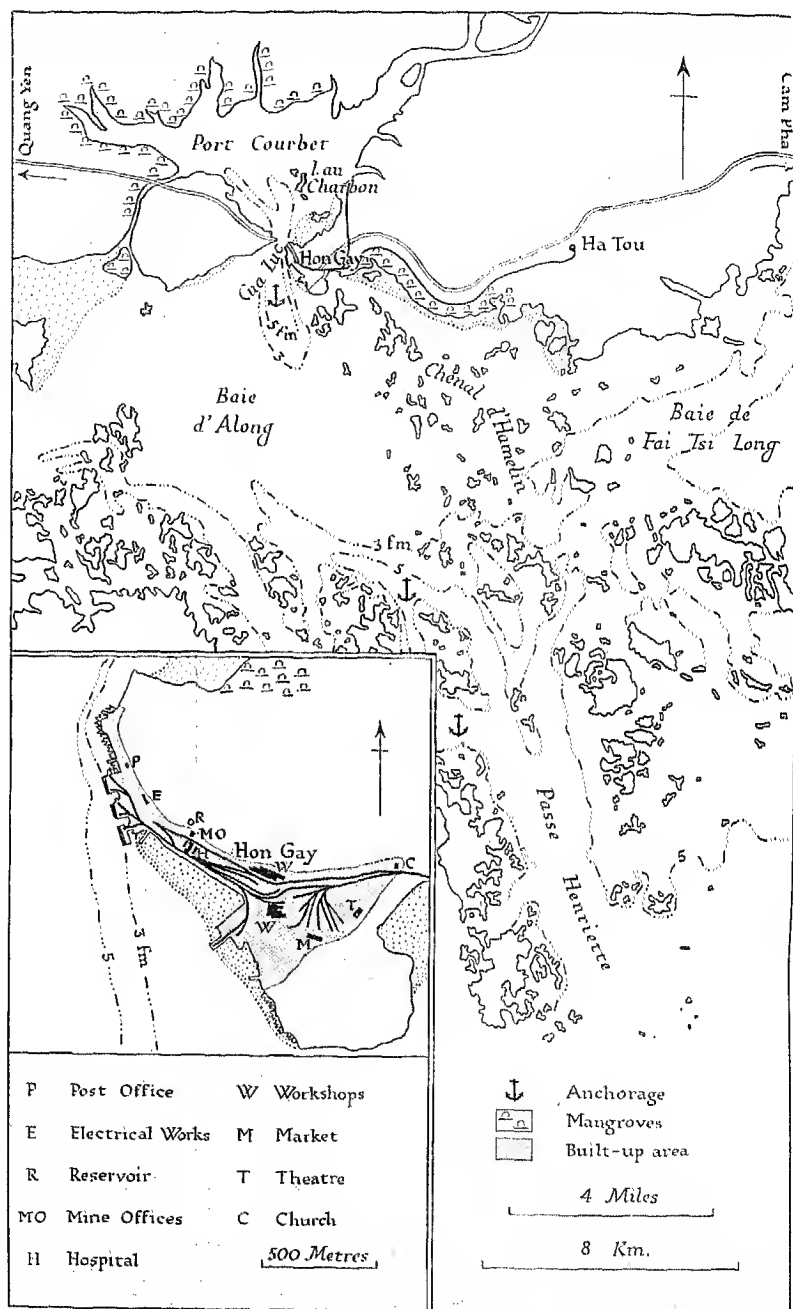 Quang Yen
Cam Pha
Port Courbet
I. au
Charbon
Ha Tou
Hon Gay
Cua Luc
5 fm
3
Chenal
d'Hamelin
Baie
d'Along
Baie de
Fai Tsi Long
3 fm
5
5
Passe
Henriette
5
P
E
R
MO
H
Hon Gay
W
C
T
W
M
5
3 fm
P Post Office
E Electrical Works
R Reservoir
MO Mine Offices
H Hospital
W Workshops
M Market
T Theatre
C Church
500 Metres
Anchorage
Mangroves
Built-up area
4 Miles
8 Km.